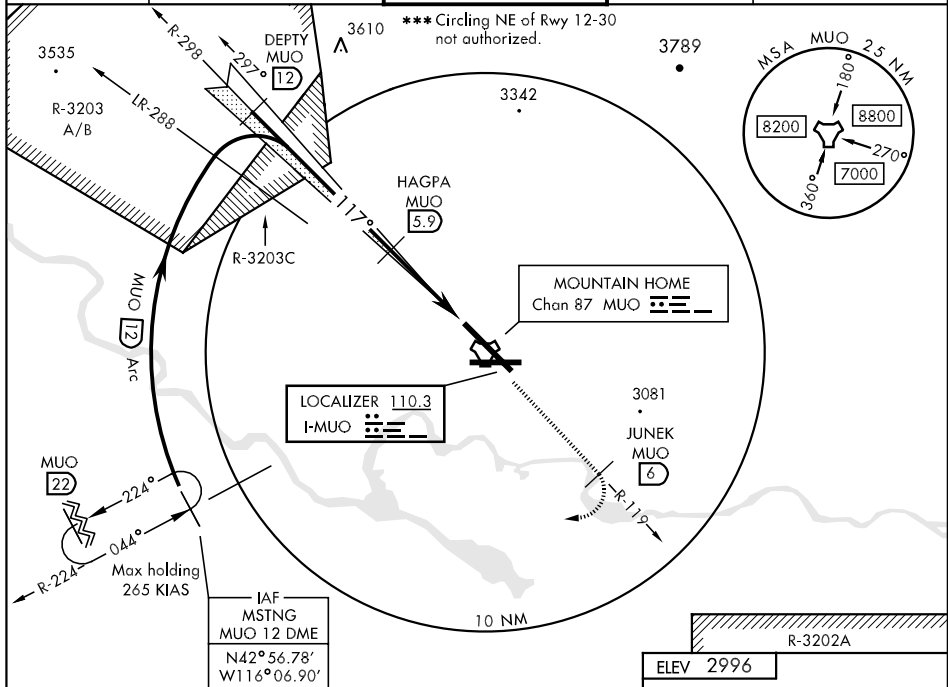 *** Circling NE of Rwy 12-30
not authorized.
3610
3789
3535
R-3203
A/B
R-298
297°
DEPTY
MUO
12
LR-288
3342
MSA MUO 25 NM
180°
8200
8800
270°
7000
360°
HAGPA
MUO
5.9
117°
R-3203C
MOUNTAIN HOME
Chan 87 MUO
MUO 12 Arc
LOCALIZER 110.3
I-MUO
3081
JUNEK
MUO
6
R-119
MUO
22
224°
044°
R-224
Max holding
265 KIAS
IAF
MSTNG
MUO 12 DME
N42°56.78'
W116°06.90'
10 NM
R-3202A
ELEV 2996